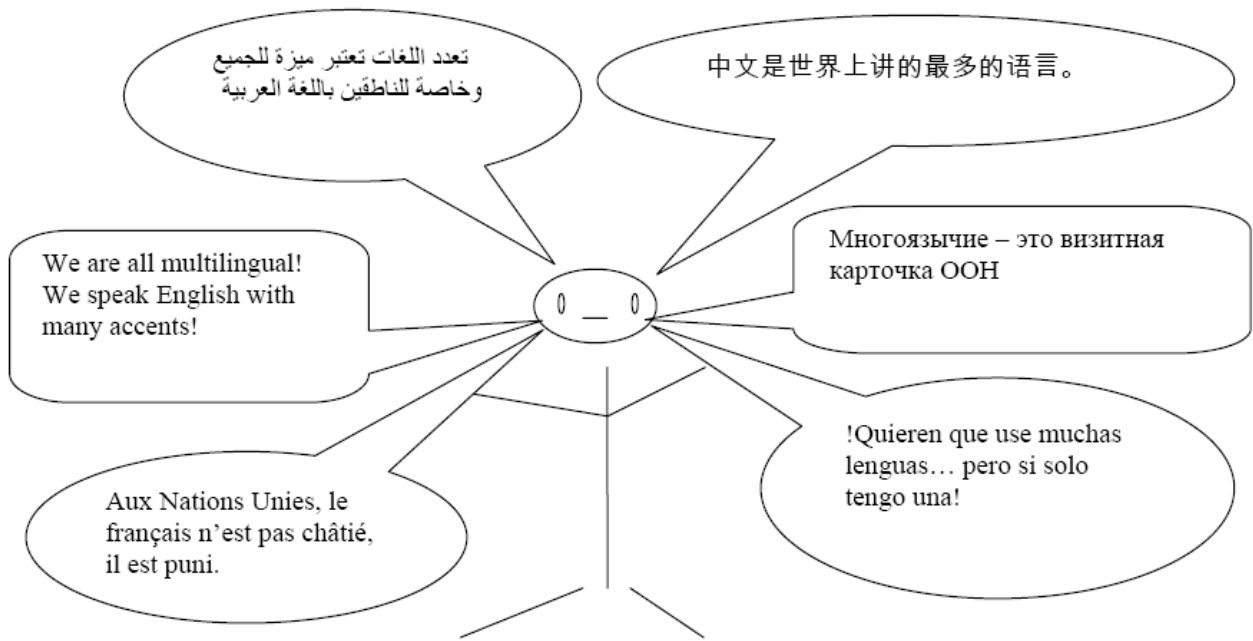 تعدد اللغات تعتبر ميزة للجميع
وخاصة للناطقين باللغة العربية
中文是世界上讲的最多的语言。
We are all multilingual!
We speak English with
many accents!
Многоязычие – это визитная
карточка ООН
Aux Nations Unies, le
français n’est pas châtié,
il est puni.
!Quieren que use muchas
lenguas… pero si solo
tengo una!